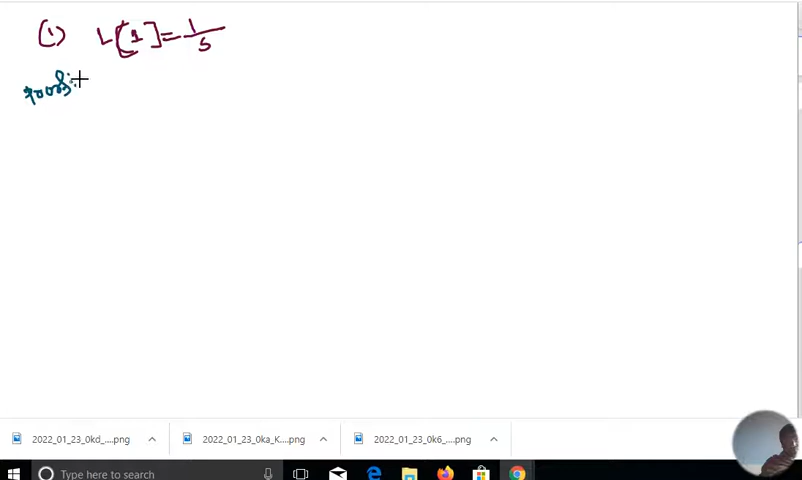 (1) L[1] = 1/s
Proof:
2022_01_23_0kd_....png
2022_01_23_0ka_K....png
2022_01_23_0k6_....png
Type here to search